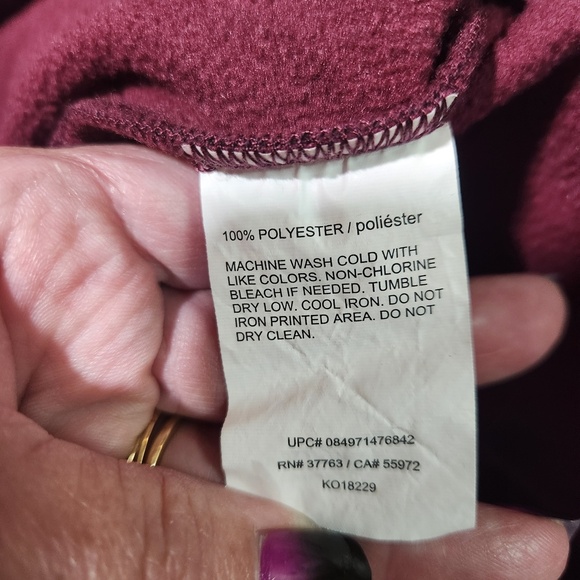 100% POLYESTER / poliéster
MACHINE WASH COLD WITH
LIKE COLORS. NON-CHLORINE
BLEACH IF NEEDED. TUMBLE
DRY LOW. COOL IRON. DO NOT
IRON PRINTED AREA. DO NOT
DRY CLEAN.
UPC# 084971476842
RN# 37763 / CA# 55972
KO18229